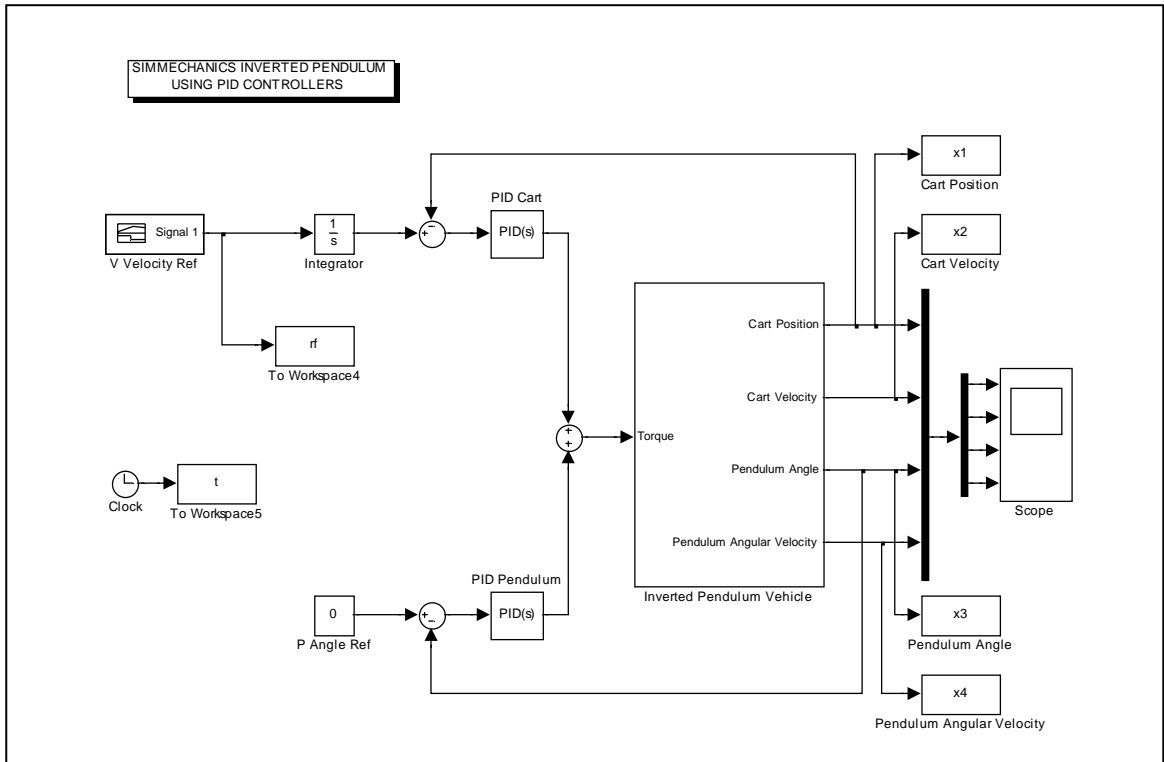 SIMMECHANICS INVERTED PENDULUM
USING PID CONTROLLERS
x1
Cart Position
PID Cart
Signal 1
V Velocity Ref
1
s
Integrator
+
−
PID(s)
x2
Cart Velocity
rf
To Workspace4
Cart Position
Cart Velocity
Torque
Pendulum Angle
Pendulum Angular Velocity
Inverted Pendulum Vehicle
+
+
Scope
Clock
t
To Workspace5
PID Pendulum
0
P Angle Ref
+
−
PID(s)
x3
Pendulum Angle
x4
Pendulum Angular Velocity